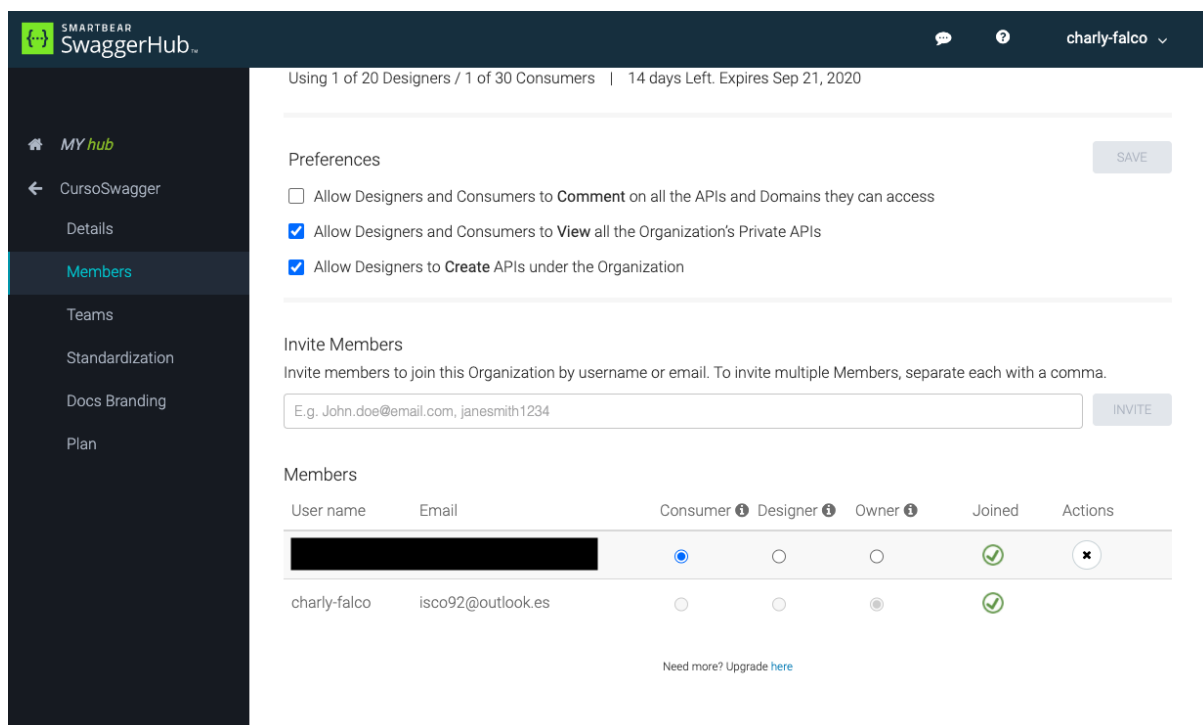 SMARTBEAR
SwaggerHub™
charly-falco
Using 1 of 20 Designers / 1 of 30 Consumers | 14 days Left. Expires Sep 21, 2020
MY hub
CursoSwagger
Details
Members
Teams
Standardization
Docs Branding
Plan
Preferences
SAVE
Allow Designers and Consumers to Comment on all the APIs and Domains they can access
Allow Designers and Consumers to View all the Organization's Private APIs
Allow Designers to Create APIs under the Organization
Invite Members
Invite members to join this Organization by username or email. To invite multiple Members, separate each with a comma.
E.g. John.doe@email.com, janesmith1234
INVITE
Members
User name Email Consumer Designer Owner Joined Actions
charly-falco isco92@outlook.es
Need more? Upgrade here